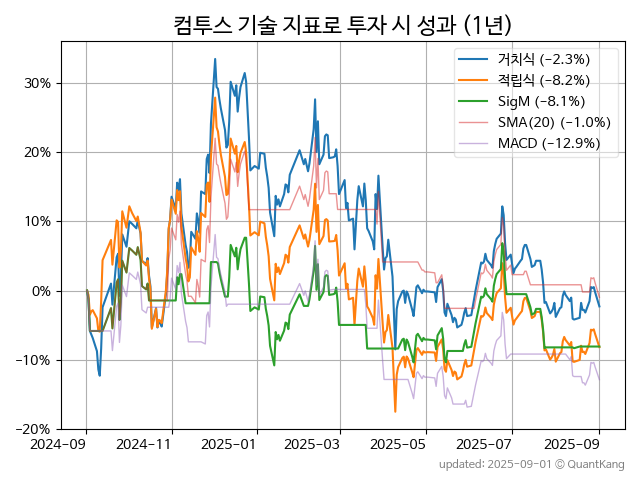 컴투스 기술 지표로 투자 시 성과 (1년)
거치식 (−2.3%)
적립식 (−8.2%)
SigM (−8.1%)
SMA(20) (−1.0%)
MACD (−12.9%)
30%
20%
10%
0%
−10%
−20%
2024-09
2024-11
2025-01
2025-03
2025-05
2025-07
2025-09
updated: 2025-09-01 © QuantKang